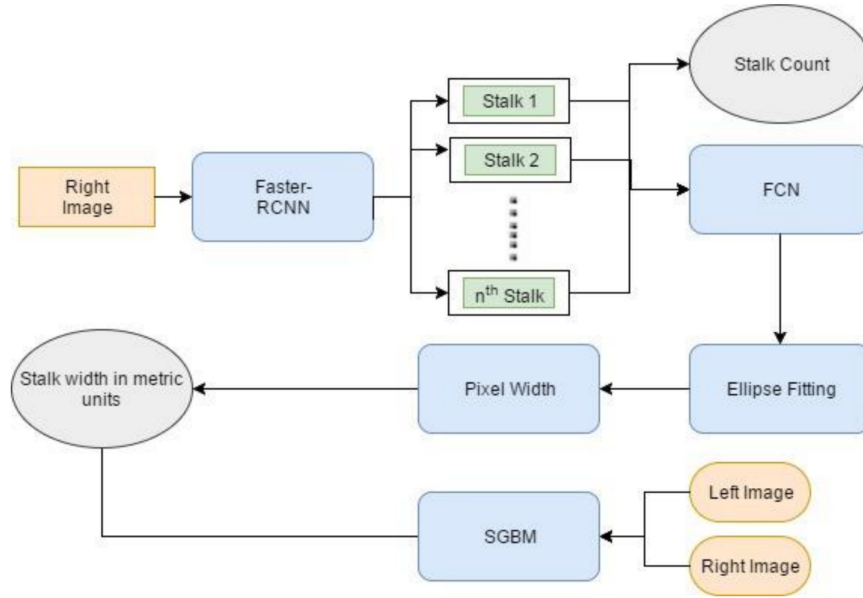 Stalk 1
Stalk Count
Right
Image
Faster-
RCNN
Stalk 2
FCN
nth Stalk
Stalk width in metric
units
Pixel Width
Ellipse Fitting
Left Image
SGBM
Right Image